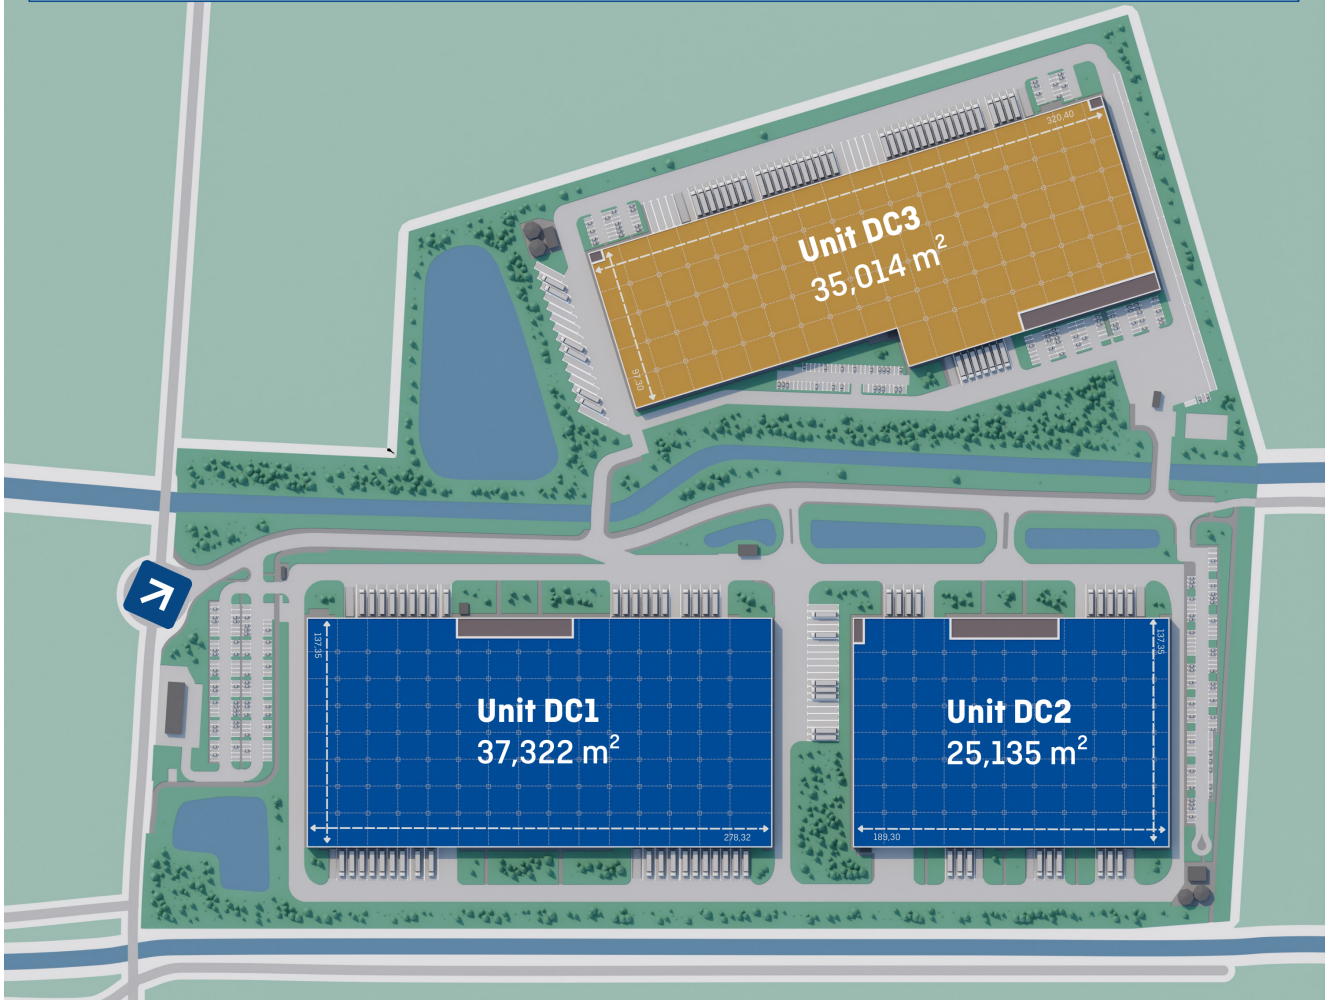 320,40
Unit DC3
35,014 m²
97,30
137,35
137,35
Unit DC1
37,322 m²
Unit DC2
25,135 m²
278,32
189,30